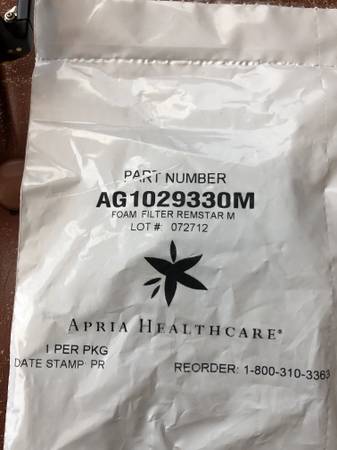 PART NUMBER
AG1029330M
FOAM FILTER REMSTAR M
LOT # 072712
APRIA HEALTHCARE®
1 PER PKG
DATE STAMP: PR
REORDER: 1-800-310-3363